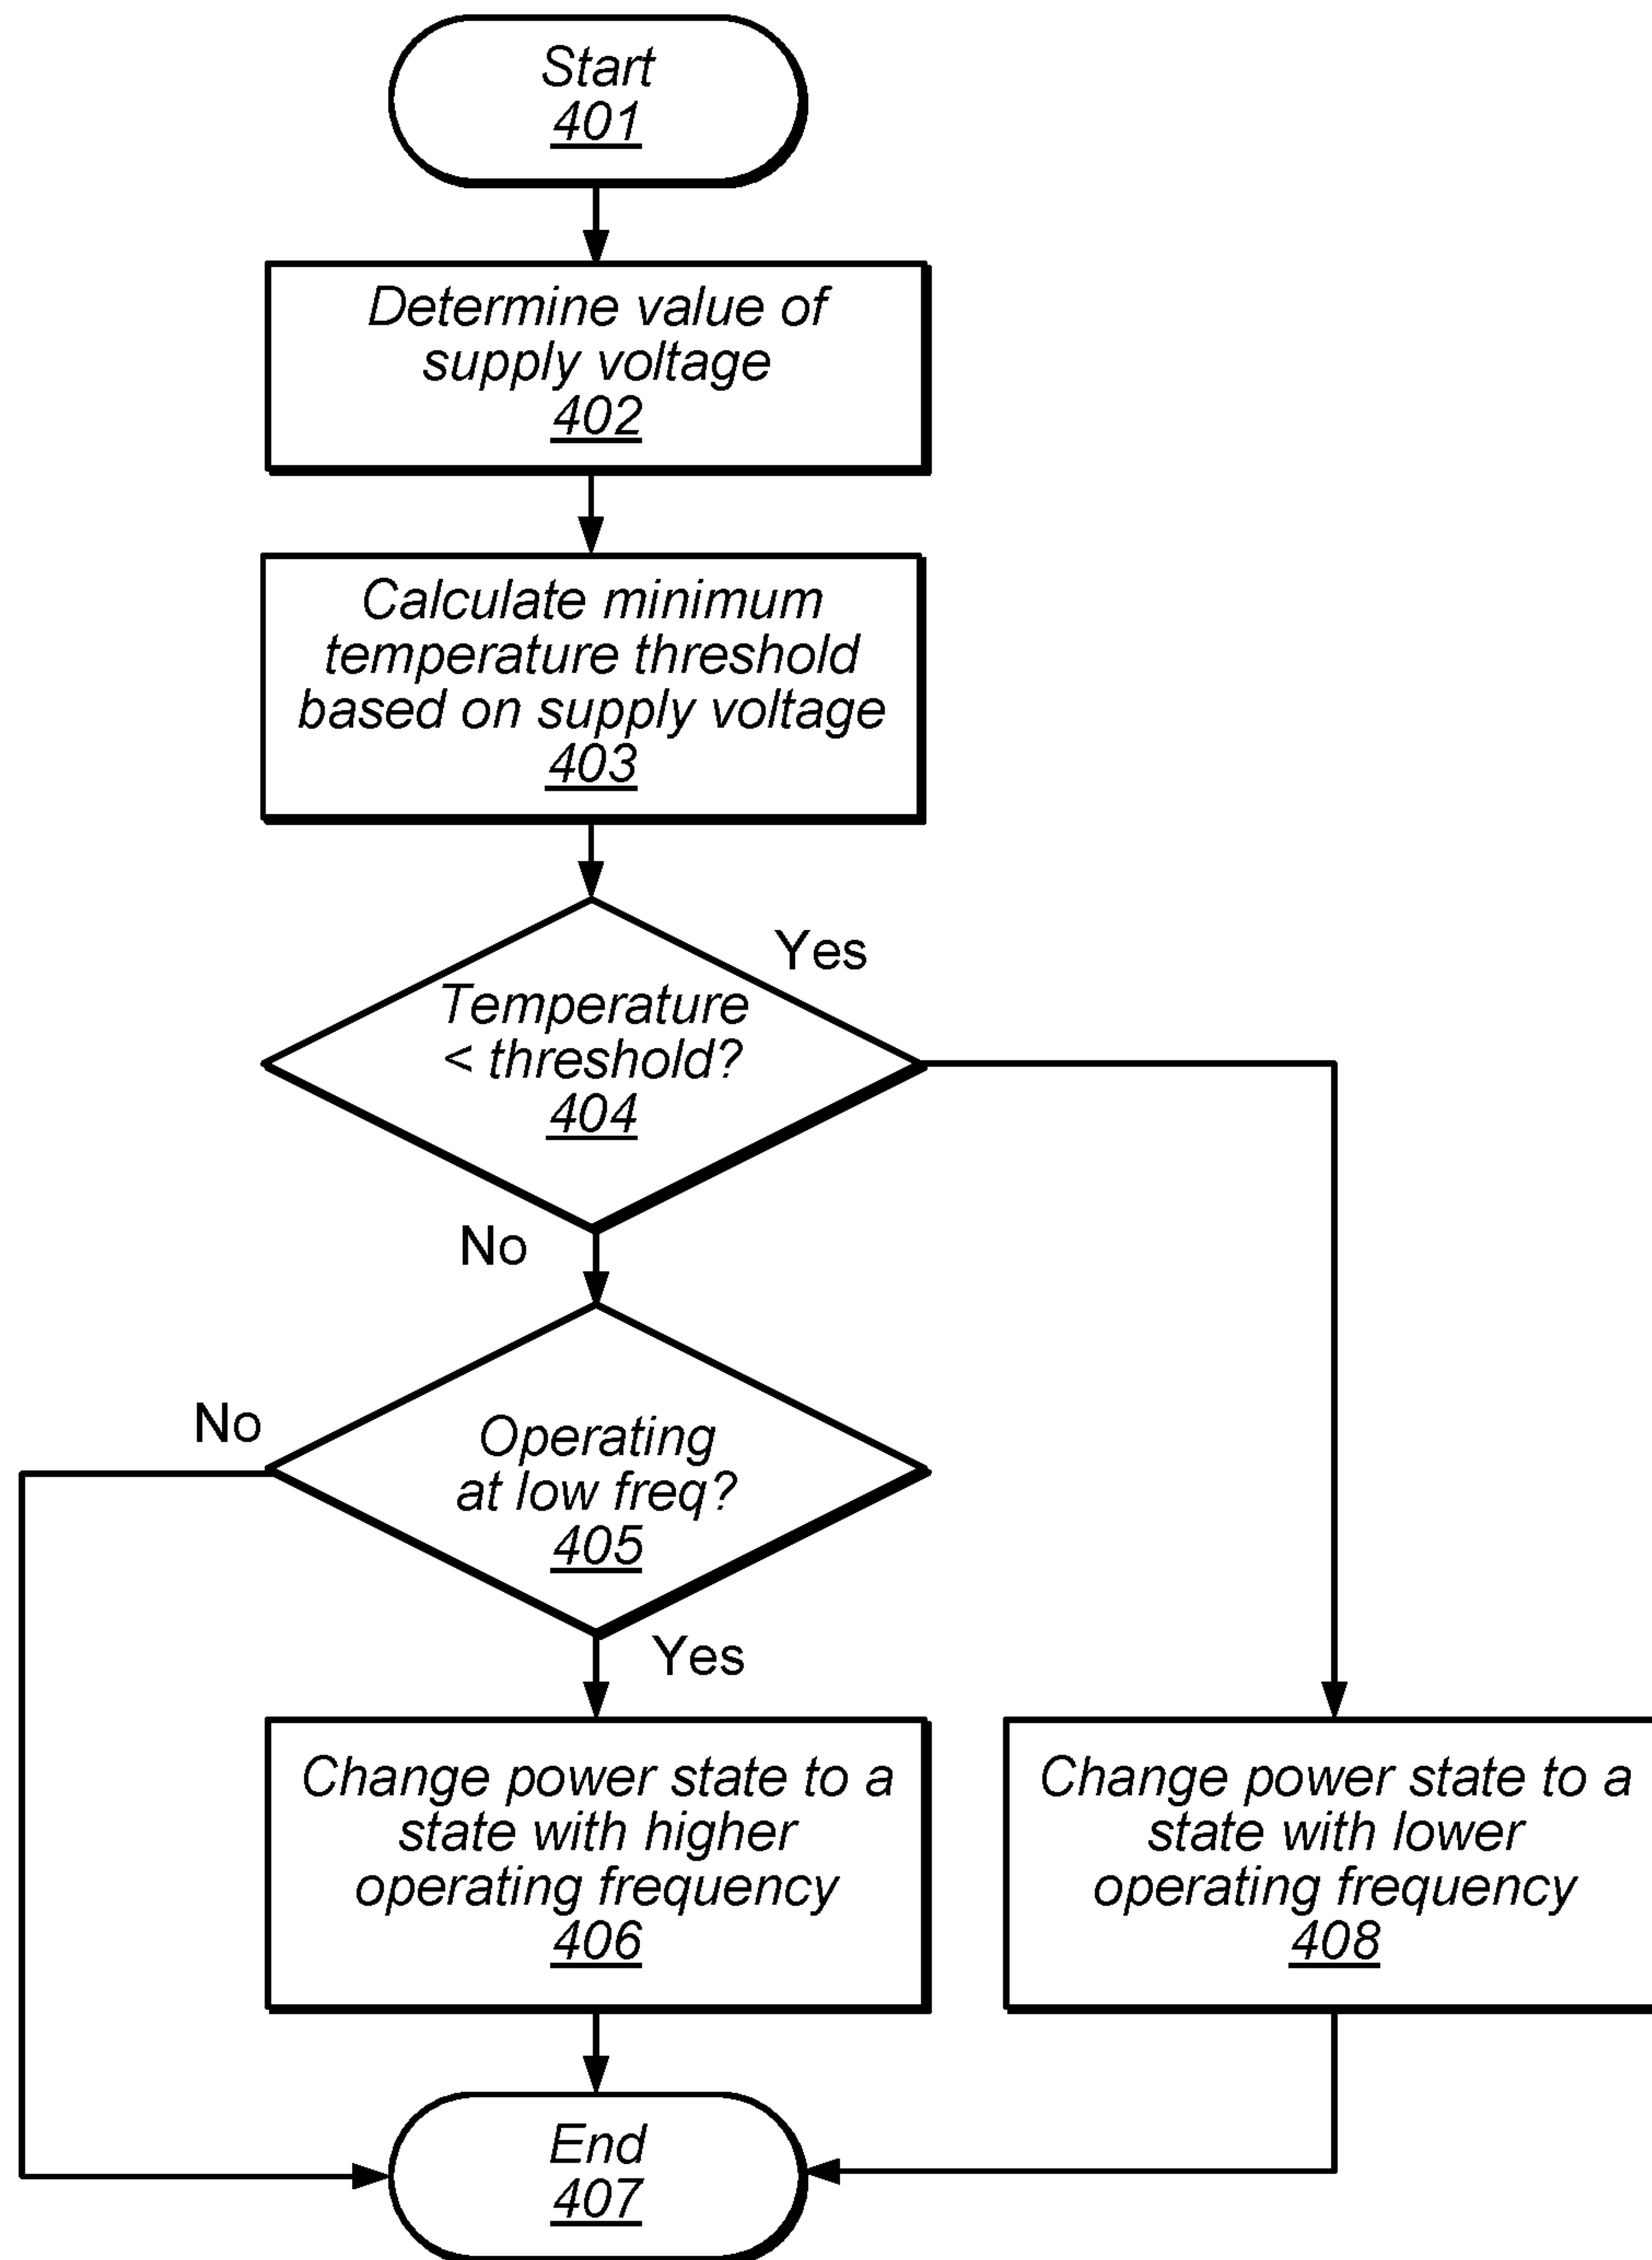 Start
401
Determine value of
supply voltage
402
Calculate minimum
temperature threshold
based on supply voltage
403
Yes
Temperature
< threshold?
404
No
No
Operating
at low freq?
405
Yes
Change power state to a
state with higher
operating frequency
406
Change power state to a
state with lower
operating frequency
408
End
407